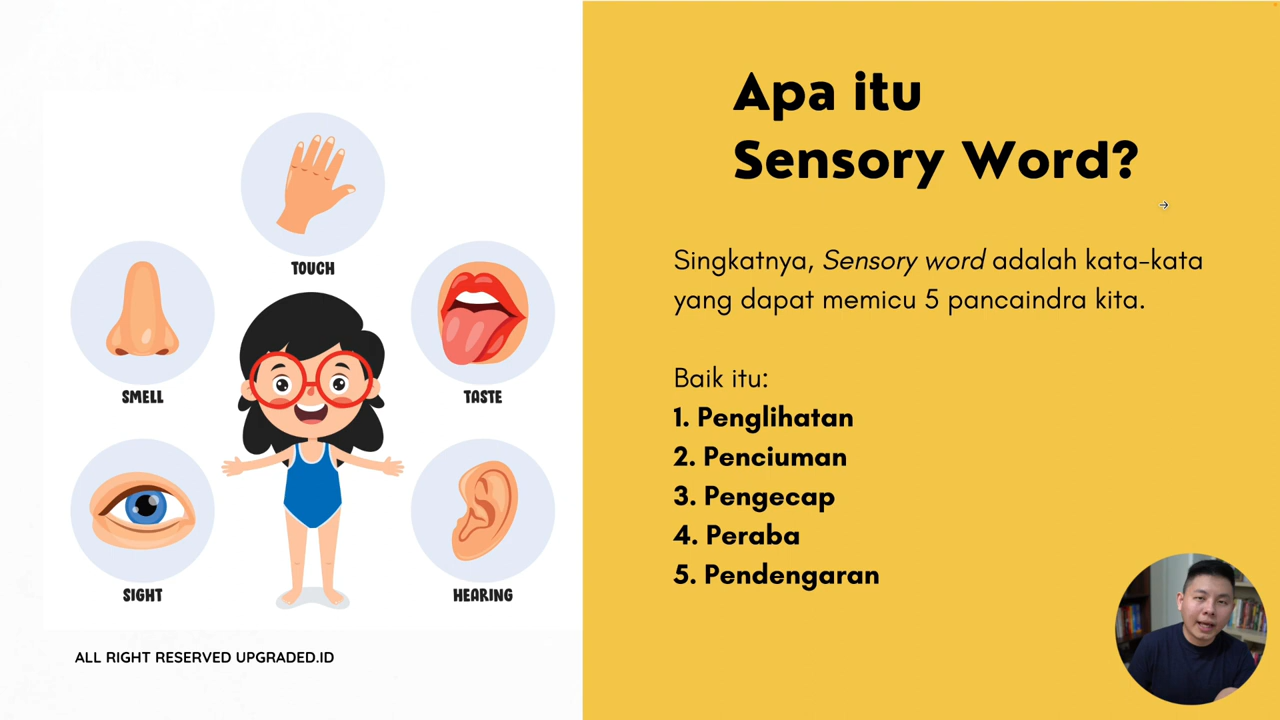 TOUCH
SMELL
TASTE
SIGHT
HEARING
ALL RIGHT RESERVED UPGRADED.ID
Apa itu
Sensory Word?
Singkatnya, Sensory word adalah kata-kata
yang dapat memicu 5 pancaindra kita.
Baik itu:
1. Penglihatan
2. Penciuman
3. Pengecap
4. Peraba
5. Pendengaran